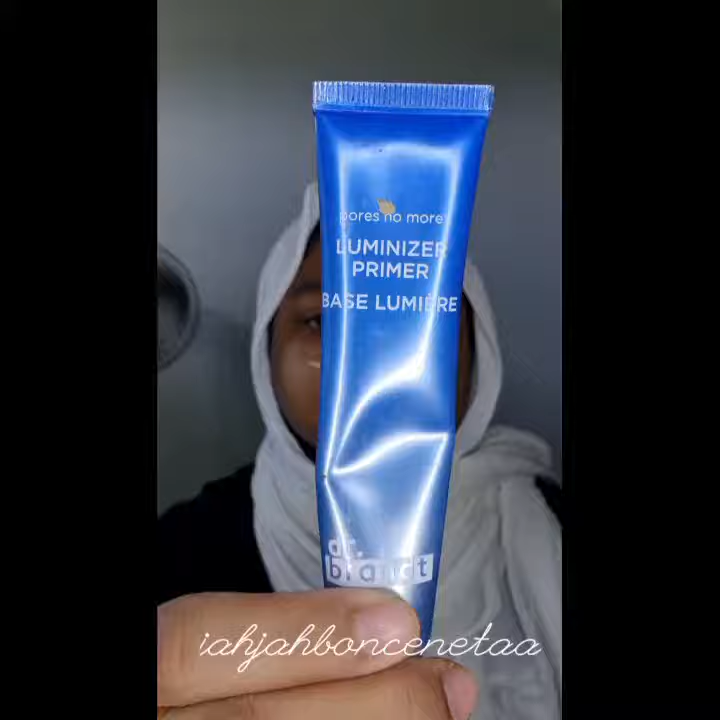 pores no more
LUMINIZER
PRIMER
BASE LUMIÈRE
dr.
brandt
iahjahboncenetaa